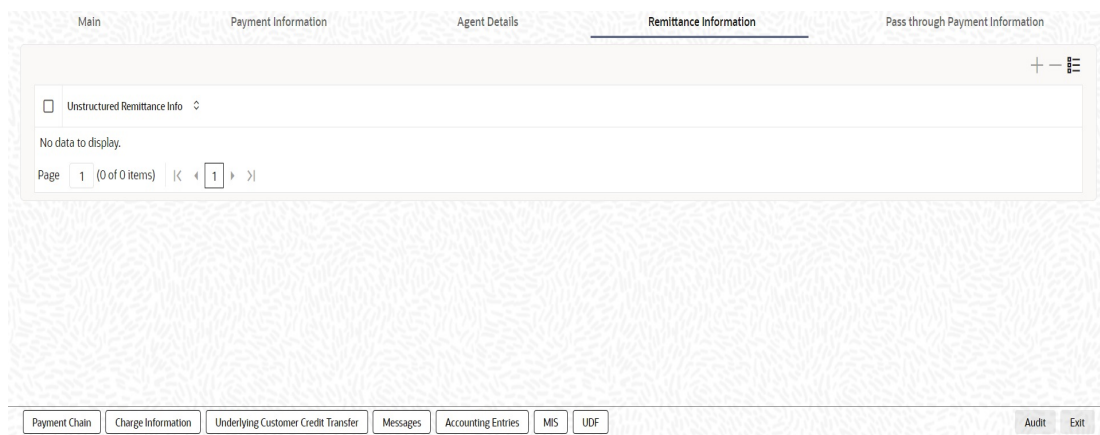 Main Payment Information Agent Details Remittance Information Pass through Payment Information
Unstructured Remittance Info
No data to display.
Page 1 (0 of 0 items) 1
Payment Chain Charge Information Underlying Customer Credit Transfer Messages Accounting Entries MIS UDF Audit Exit